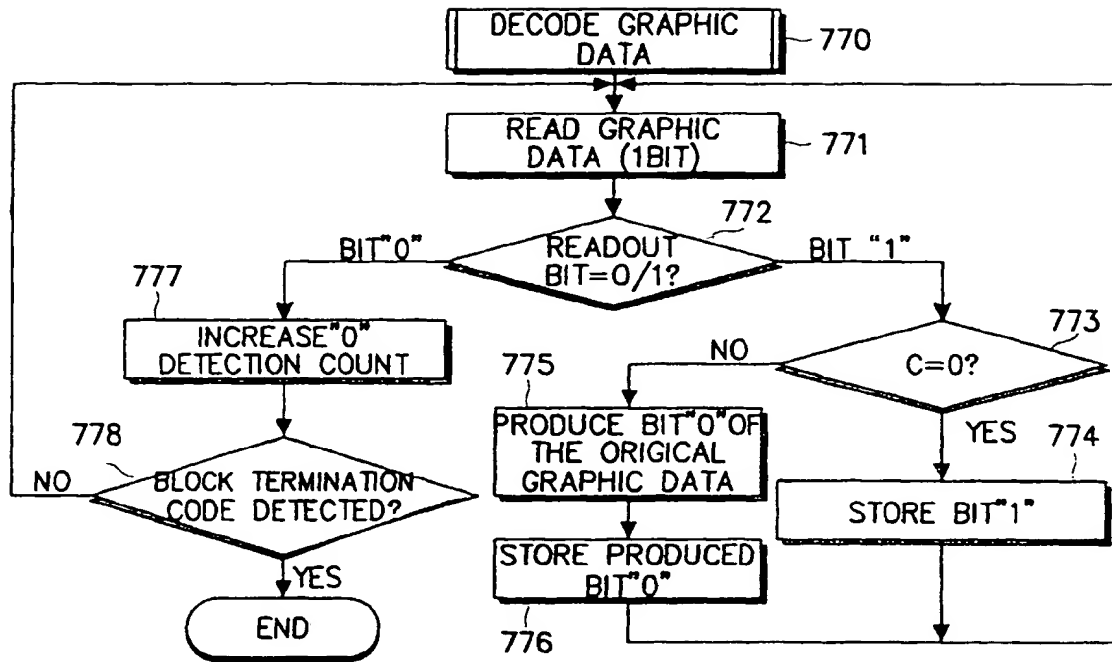 DECODE GRAPHIC
DATA
770
READ GRAPHIC
DATA (1BIT)
771
772
READOUT
BIT=0/1?
BIT"0"
BIT "1"
777
INCREASE"0"
DETECTION COUNT
773
C=0?
NO
YES
775
PRODUCE BIT"0"OF
THE ORIGICAL
GRAPHIC DATA
774
STORE BIT"1"
778
BLOCK TERMINATION
CODE DETECTED?
NO
YES
STORE PRODUCED
BIT"0"
776
END